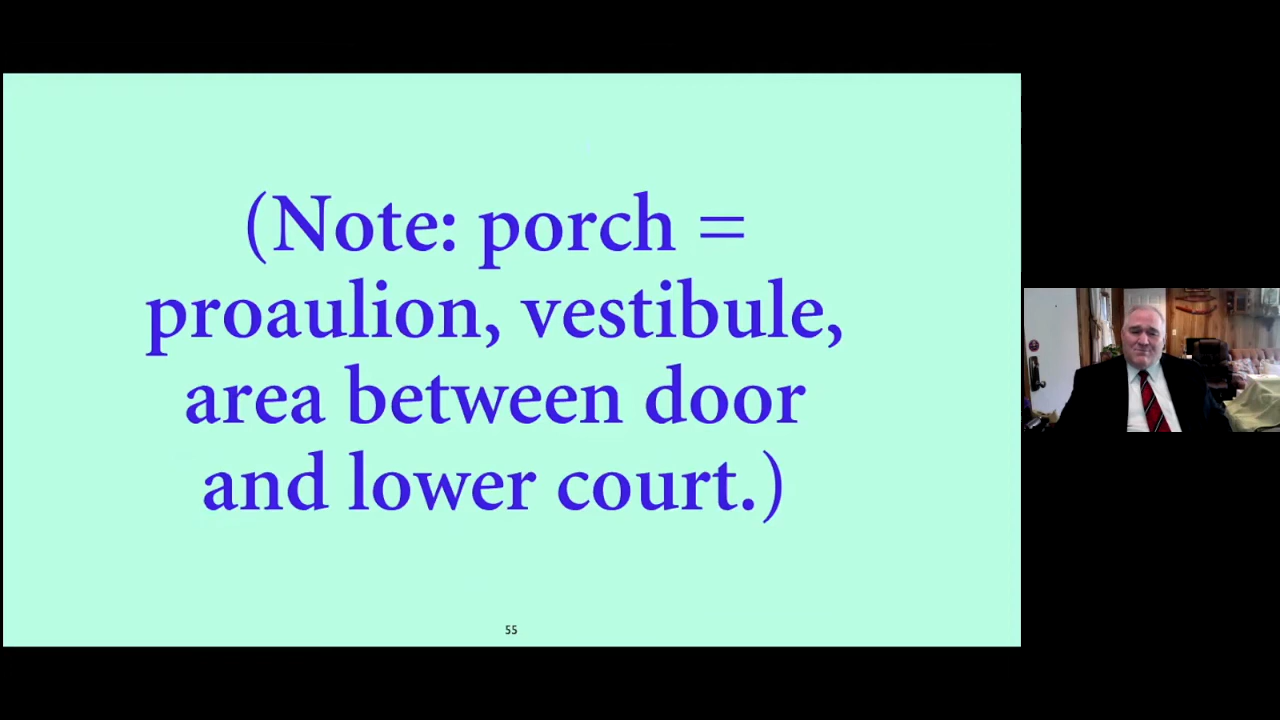 (Note: porch =
proaulion, vestibule,
area between door
and lower court.)
55